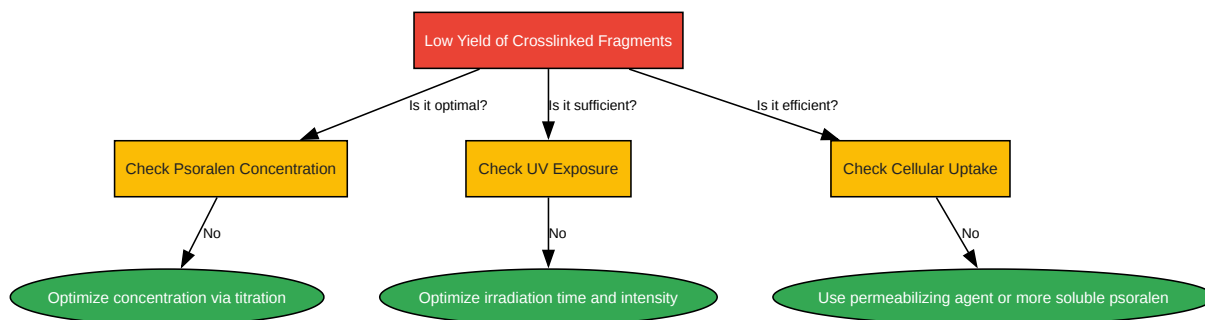 Low Yield of Crosslinked Fragments
Is it optimal?
Is it sufficient?
Is it efficient?
Check Psoralen Concentration
Check UV Exposure
Check Cellular Uptake
No
No
No
Optimize concentration via titration
Optimize irradiation time and intensity
Use permeabilizing agent or more soluble psoralen